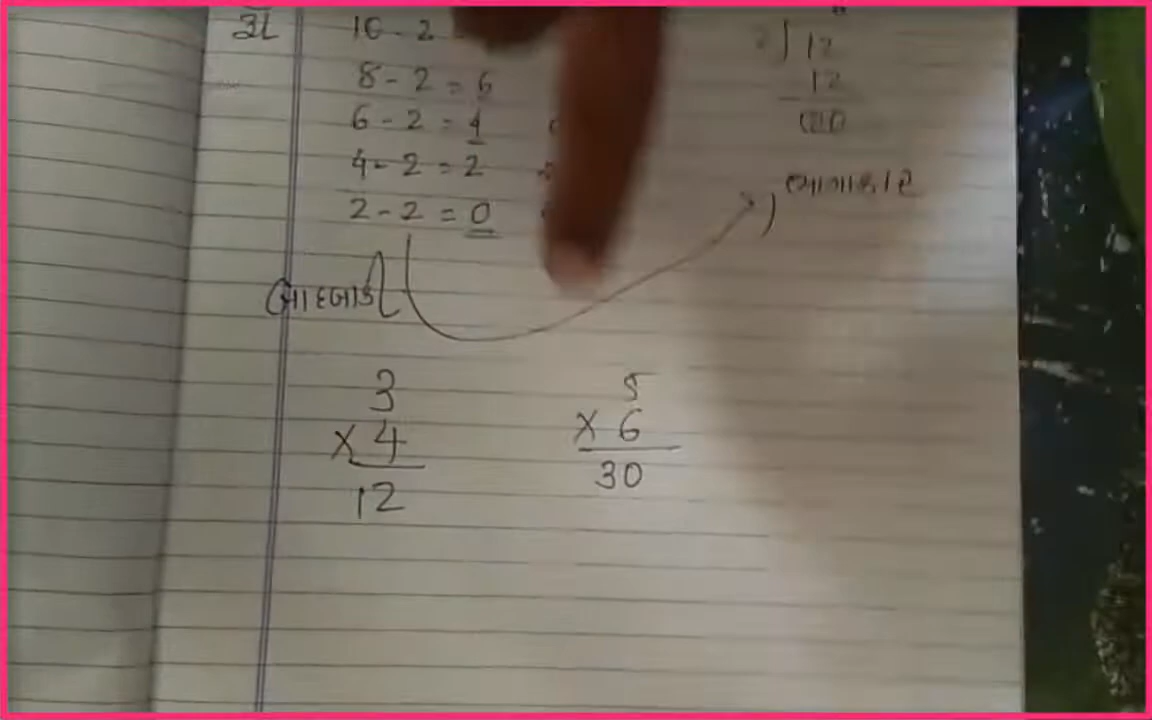 10 - 2
8 - 2 = 6
6 - 2 = 4
4 - 2 = 2
2 - 2 = 0
) 12
12
00
ભાગાકાર
બાદબાકી
3
× 4
12
5
× 6
30